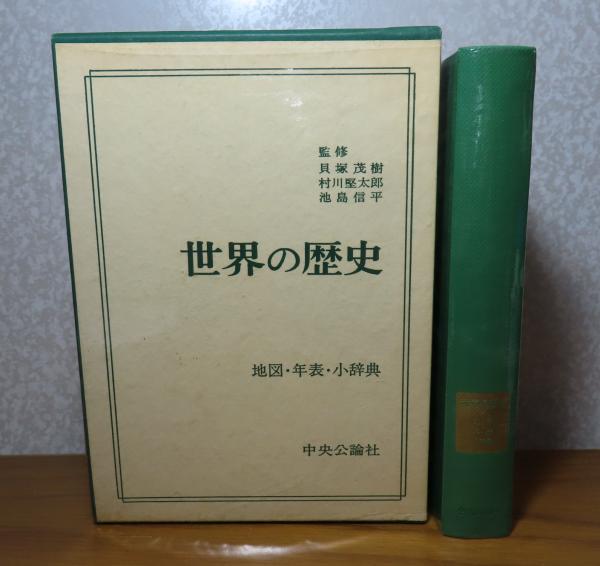 監修
貝塚茂樹
村川堅太郎
池島信平
世界の歴史
地図・年表・小辞典
中央公論社